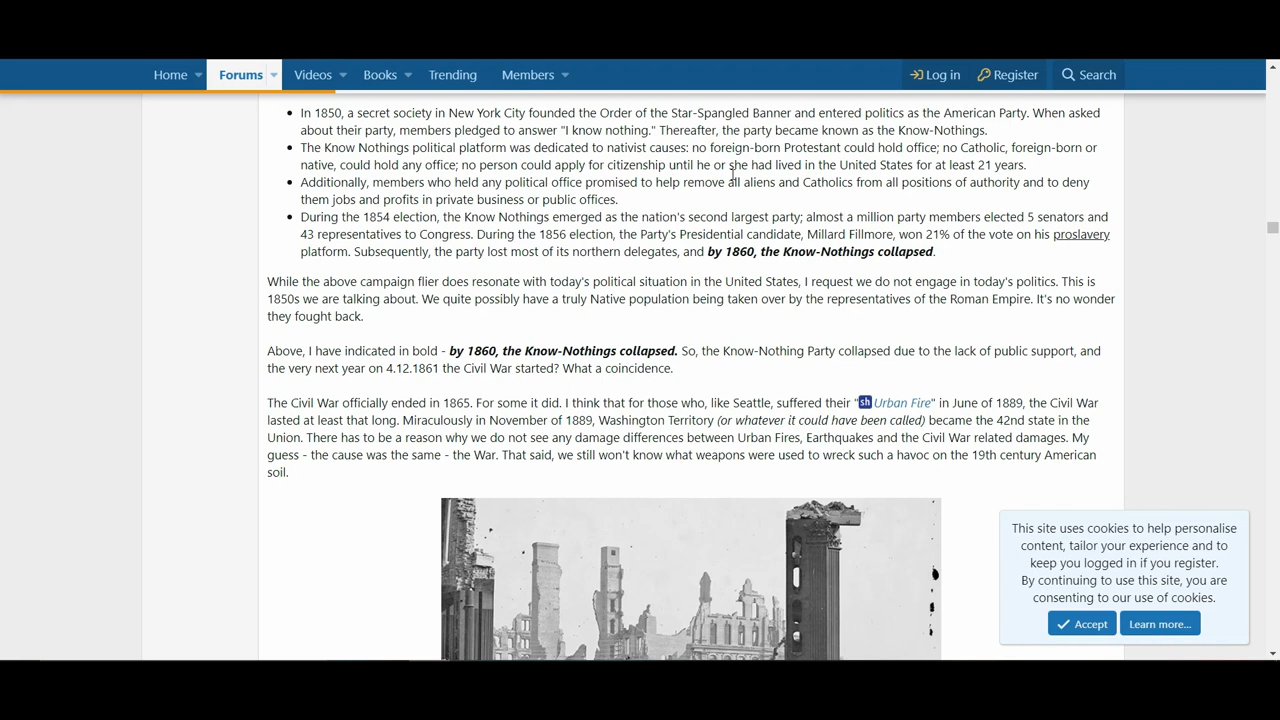 Home Forums Videos Books Trending Members Log in Register Search
In 1850, a secret society in New York City founded the Order of the Star-Spangled Banner and entered politics as the American Party. When asked
about their party, members pledged to answer "I know nothing." Thereafter, the party became known as the Know-Nothings.
The Know Nothings political platform was dedicated to nativist causes: no foreign-born Protestant could hold office; no Catholic, foreign-born or
native, could hold any office; no person could apply for citizenship until he or she had lived in the United States for at least 21 years.
Additionally, members who held any political office promised to help remove all aliens and Catholics from all positions of authority and to deny
them jobs and profits in private business or public offices.
During the 1854 election, the Know Nothings emerged as the nation's second largest party; almost a million party members elected 5 senators and
43 representatives to Congress. During the 1856 election, the Party's Presidential candidate, Millard Fillmore, won 21% of the vote on his proslavery
platform. Subsequently, the party lost most of its northern delegates, and by 1860, the Know-Nothings collapsed.
While the above campaign flier does resonate with today's political situation in the United States, I request we do not engage in today's politics. This is
1850s we are talking about. We quite possibly have a truly Native population being taken over by the representatives of the Roman Empire. It's no wonder
they fought back.
Above, I have indicated in bold - by 1860, the Know-Nothings collapsed. So, the Know-Nothing Party collapsed due to the lack of public support, and
the very next year on 4.12.1861 the Civil War started? What a coincidence.
The Civil War officially ended in 1865. For some it did. I think that for those who, like Seattle, suffered their "sh Urban Fire" in June of 1889, the Civil War
lasted at least that long. Miraculously in November of 1889, Washington Territory (or whatever it could have been called) became the 42nd state in the
Union. There has to be a reason why we do not see any damage differences between Urban Fires, Earthquakes and the Civil War related damages. My
guess - the cause was the same - the War. That said, we still won't know what weapons were used to wreck such a havoc on the 19th century American
soil.
This site uses cookies to help personalise
content, tailor your experience and to
keep you logged in if you register.
By continuing to use this site, you are
consenting to our use of cookies.
Accept Learn more...